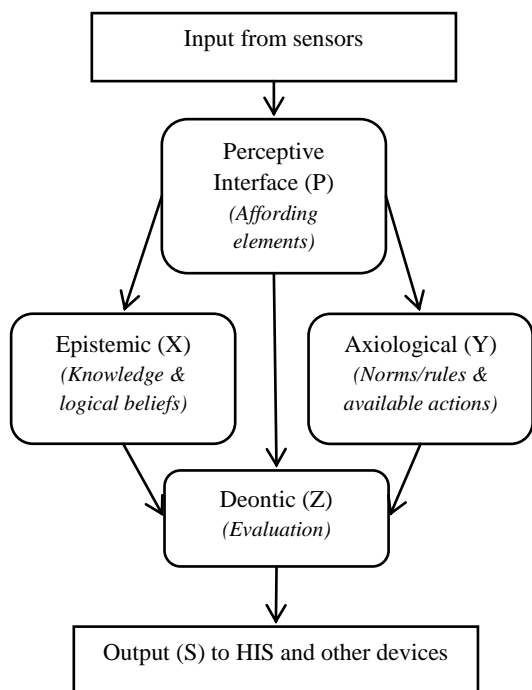 Input from sensors
Perceptive
Interface (P)
(Affording
elements)
Epistemic (X)
(Knowledge &
logical beliefs)
Axiological (Y)
(Norms/rules &
available actions)
Deontic (Z)
(Evaluation)
Output (S) to HIS and other devices